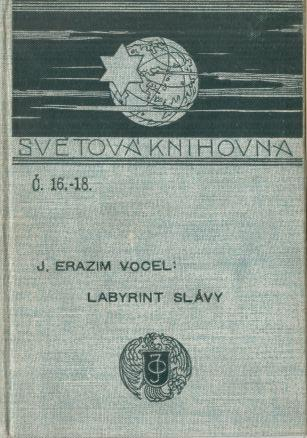 SVĚTOVÁ KNIHOVNA
Č. 16.-18.
J. ERAZIM VOCEL:
LABYRINT SLÁVY